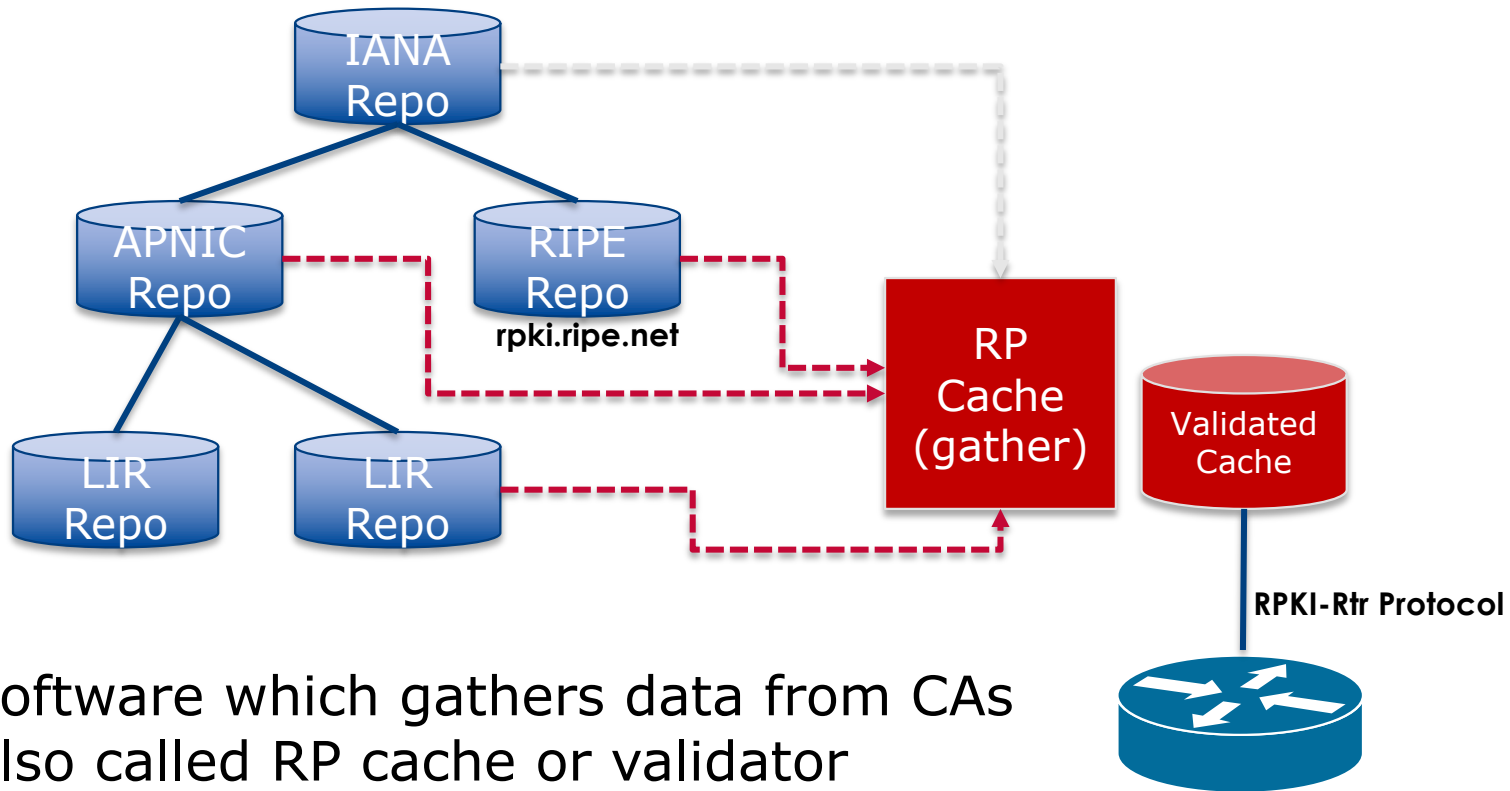 IANA
Repo
APNIC
Repo
RIPE
Repo
rpki.ripe.net
LIR
Repo
LIR
Repo
RP
Cache
(gather)
Validated
Cache
RPKI-Rtr Protocol
oftware which gathers data from CAs
lso called RP cache or validator